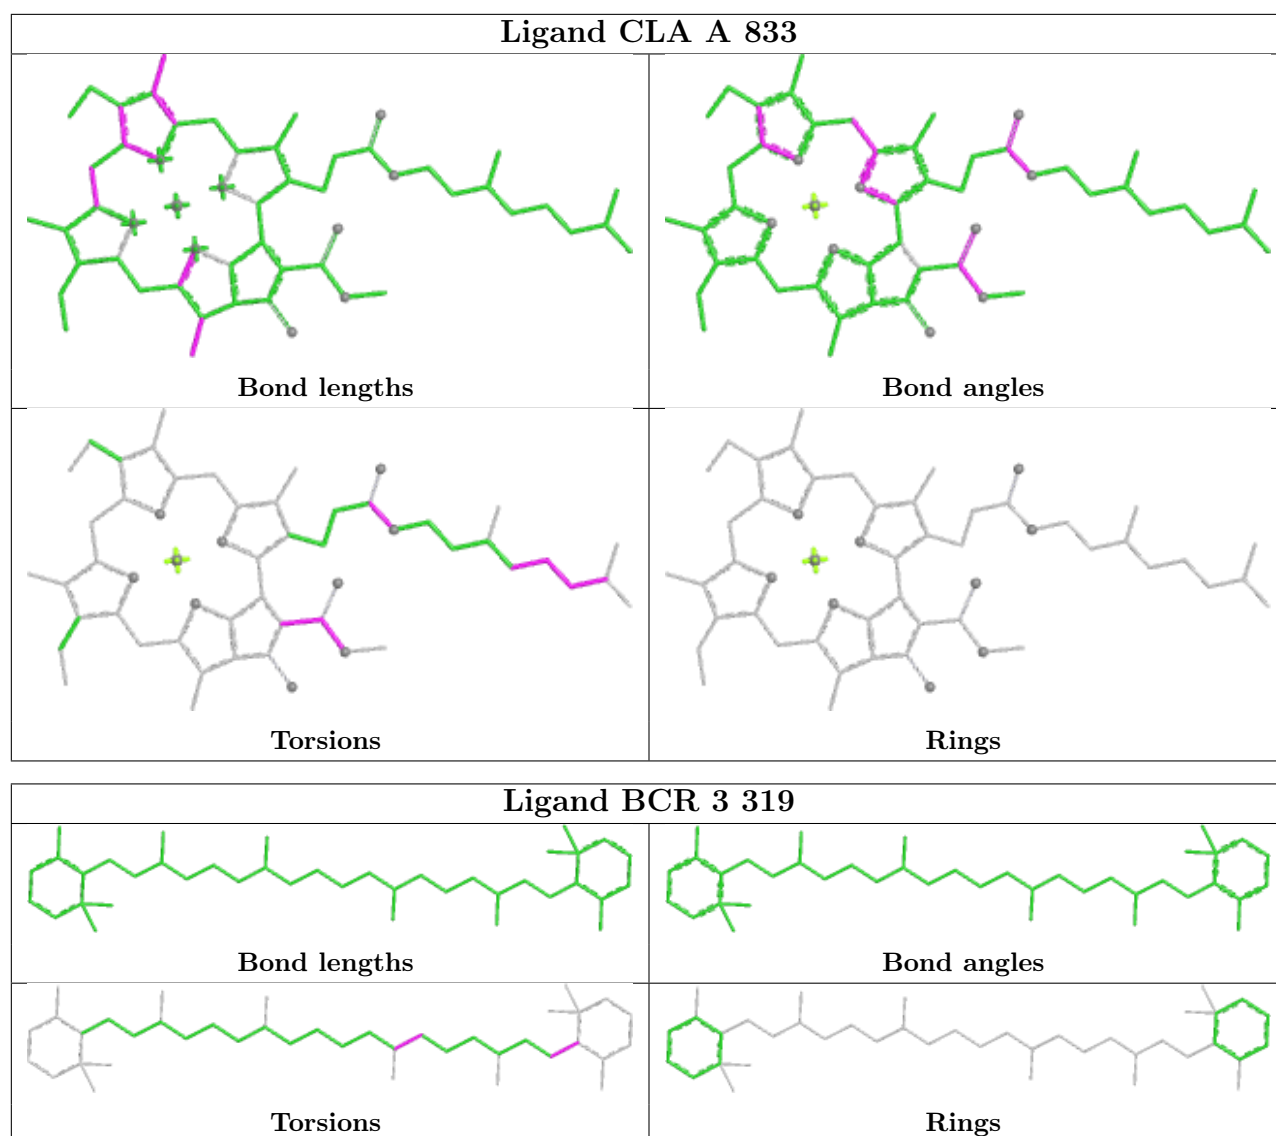 Ligand CLA A 833
Bond lengths
Bond angles
Torsions
Rings
Ligand BCR 3 319
Bond lengths
Bond angles
Torsions
Rings